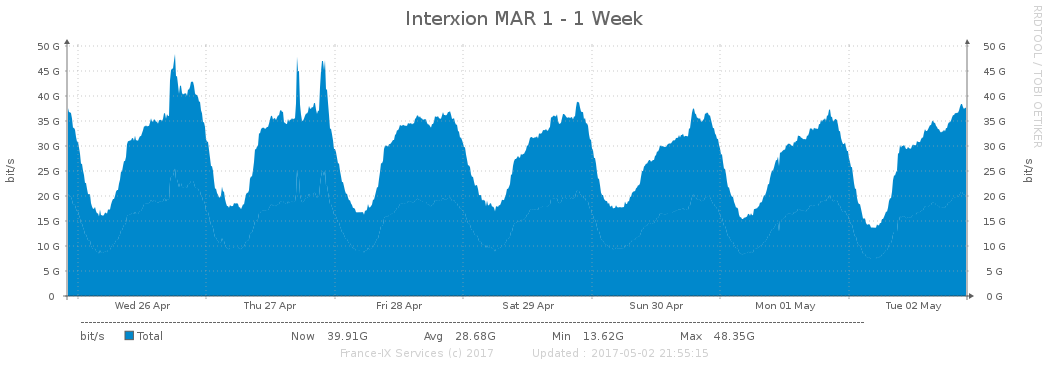 Interxion MAR 1 - 1 Week
RRDTOOL / TOBI OETIKER
bit/s
bit/s
50 G 50 G
45 G 45 G
40 G 40 G
35 G 35 G
30 G 30 G
25 G 25 G
20 G 20 G
15 G 15 G
10 G 10 G
5 G 5 G
0 0 G
Wed 26 Apr Thu 27 Apr Fri 28 Apr Sat 29 Apr Sun 30 Apr Mon 01 May Tue 02 May
bit/s Total Now 39.91G Avg 28.68G Min 13.62G Max 48.35G
France-IX Services (c) 2017 Updated : 2017-05-02 21:55:15